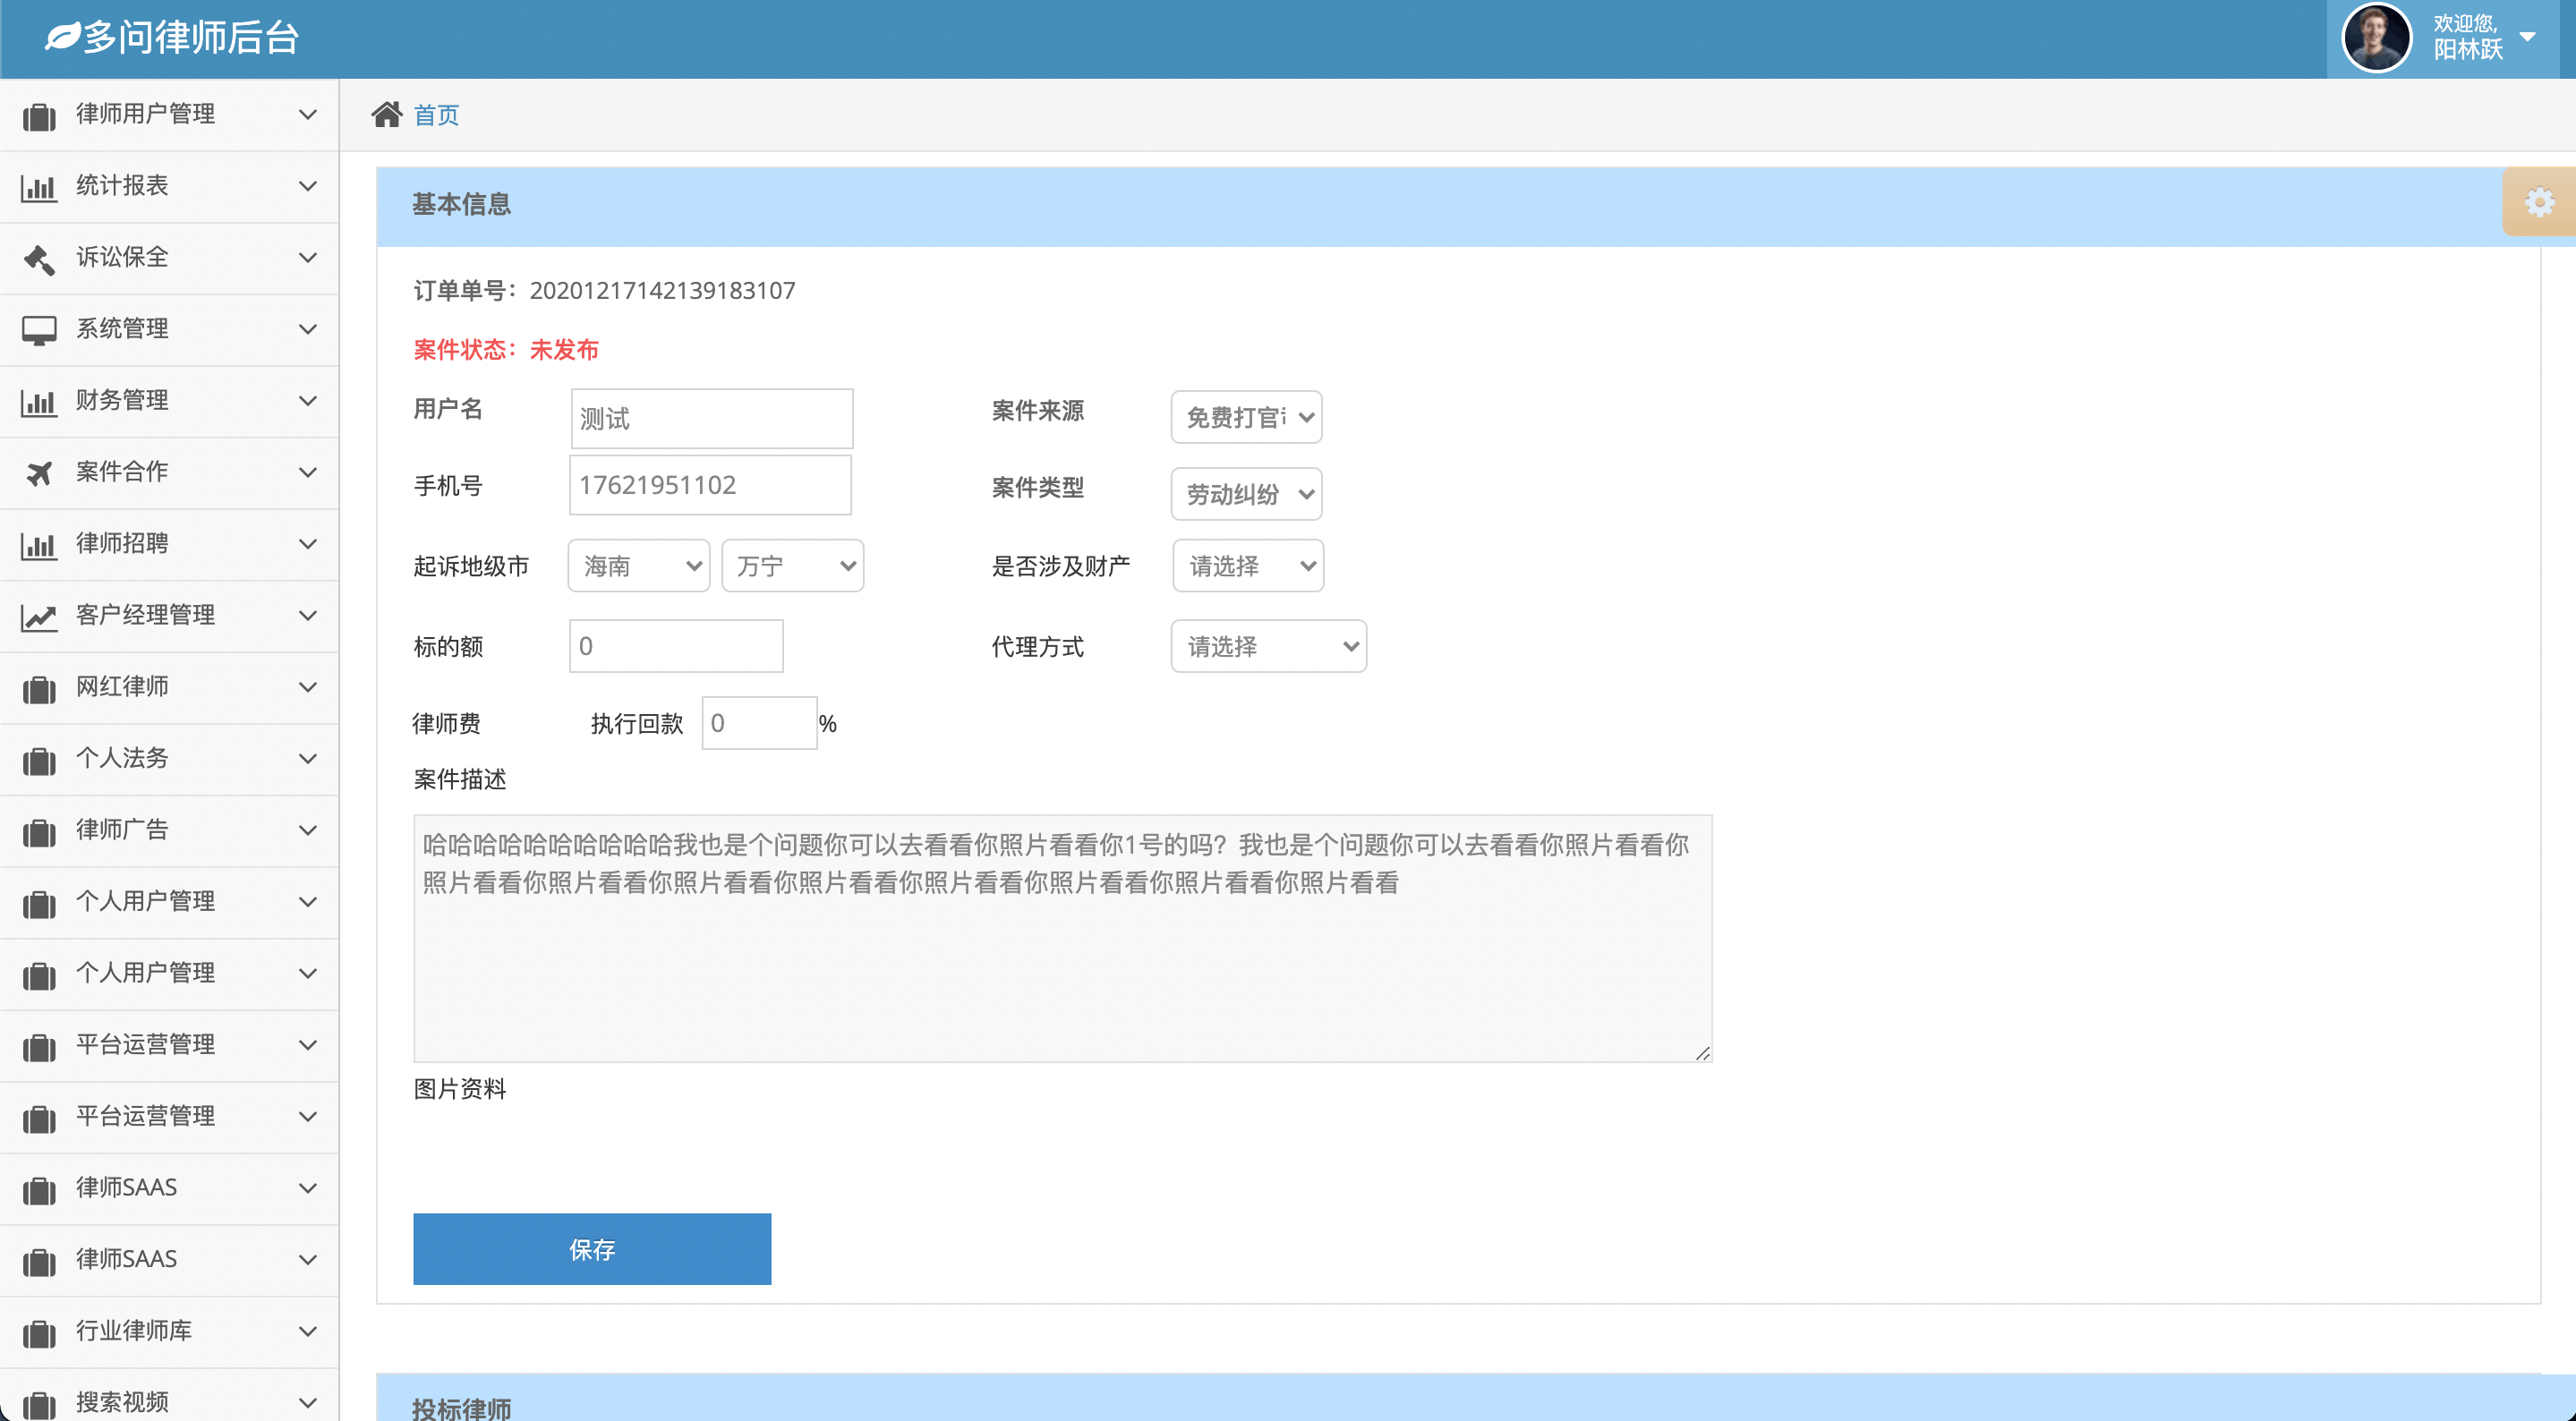 多问律师后台
欢迎您,
阳林跃
律师用户管理
统计报表
诉讼保全
系统管理
财务管理
案件合作
律师招聘
客户经理管理
网红律师
个人法务
律师广告
个人用户管理
个人用户管理
平台运营管理
平台运营管理
律师SAAS
律师SAAS
行业律师库
搜索视频
首页
基本信息
订单单号：20201217142139183107
案件状态：未发布
用户名 测试 案件来源 免费打官
手机号 17621951102 案件类型 劳动纠纷
起诉地级市 海南 万宁 是否涉及财产 请选择
标的额 0 代理方式 请选择
律师费 执行回款 0 %
案件描述
哈哈哈哈哈哈哈哈哈哈我也是个问题你可以去看看你照片看看你1号的吗？我也是个问题你可以去看看你照片看看你
照片看看你照片看看你照片看看你照片看看你照片看看你照片看看你照片看看你照片看看
图片资料
保存
投标律师